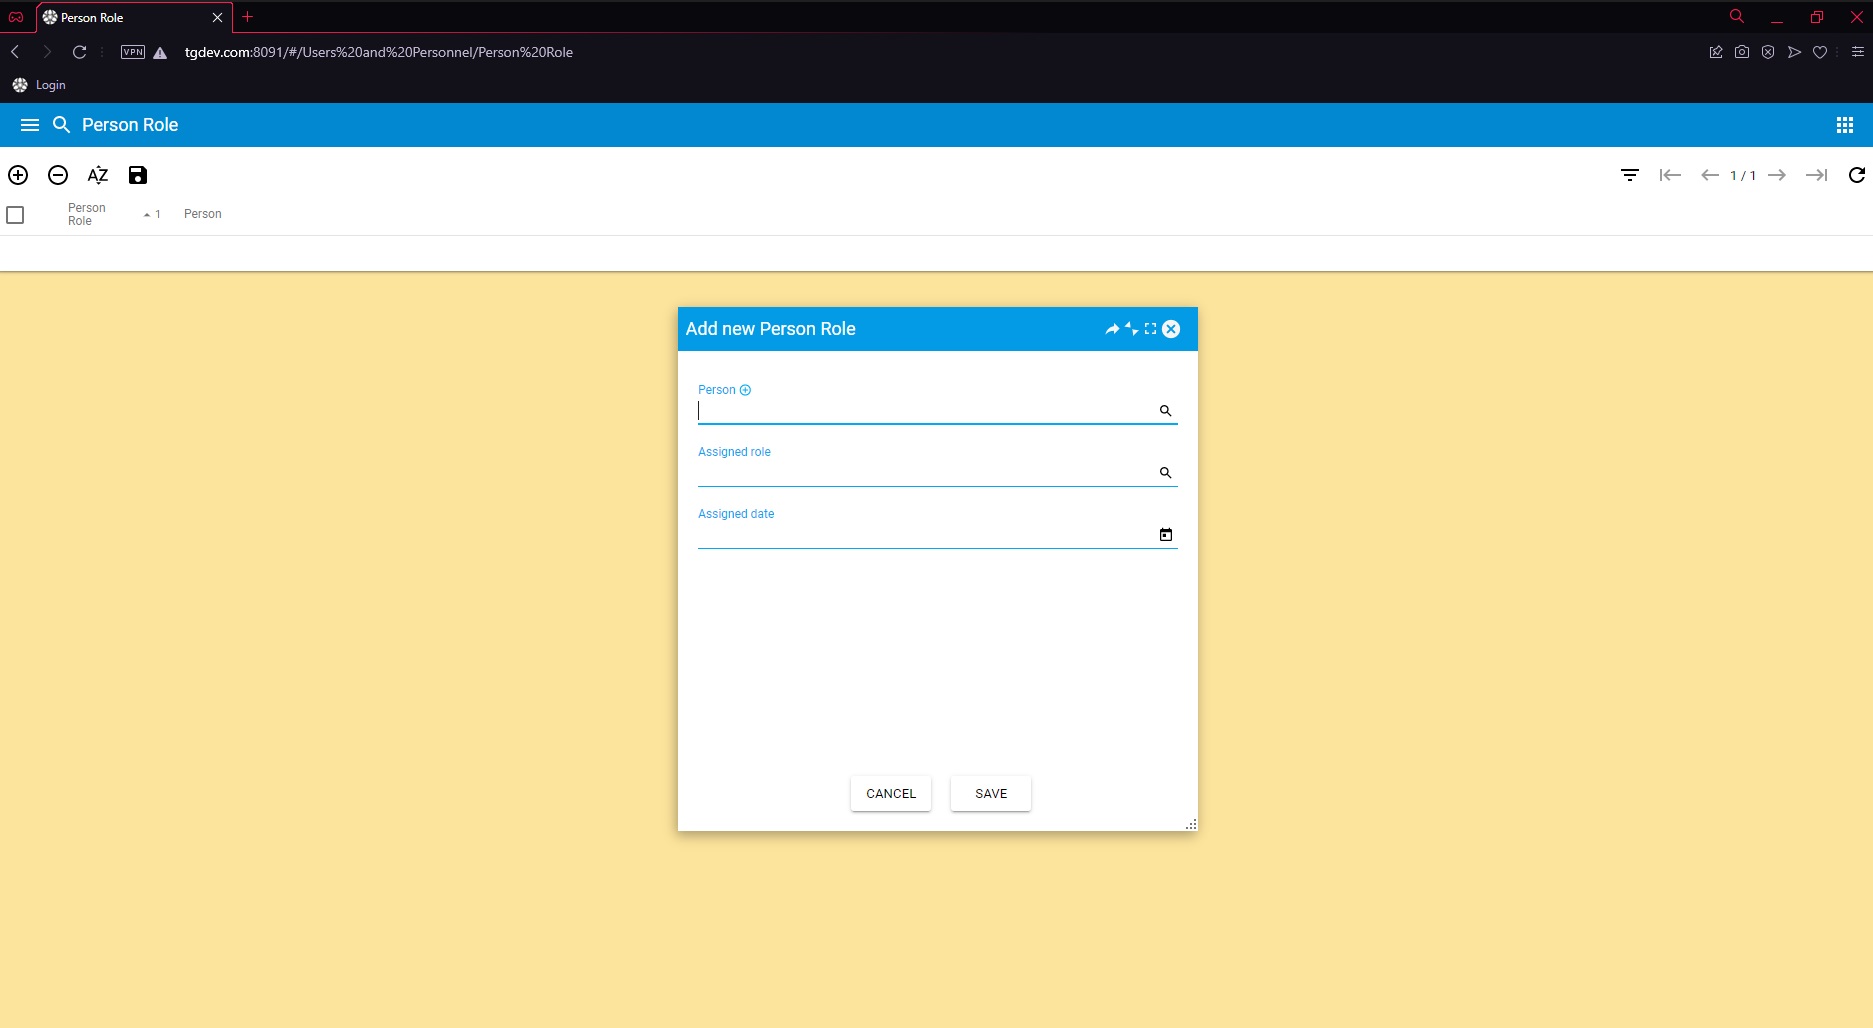 Person Role
VPN
tgdev.com:8091/#/Users%20and%20Personnel/Person%20Role
Login
Person Role
AZ
1 / 1
Person
Role
1
Person
Add new Person Role
Person
Assigned role
Assigned date
CANCEL
SAVE